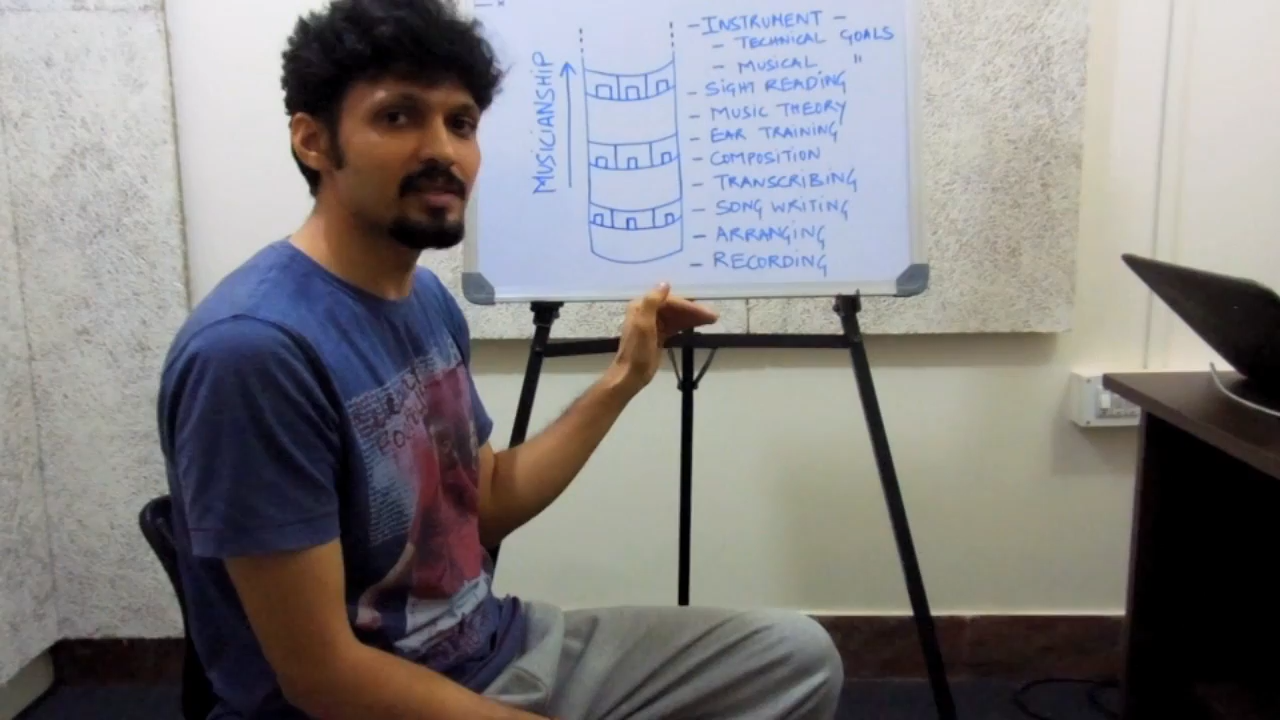 MUSICIANSHIP
- INSTRUMENT -
- TECHNICAL GOALS
- MUSICAL "
- SIGHT READING
- MUSIC THEORY
- EAR TRAINING
- COMPOSITION
- TRANSCRIBING
- SONG WRITING
- ARRANGING
- RECORDING